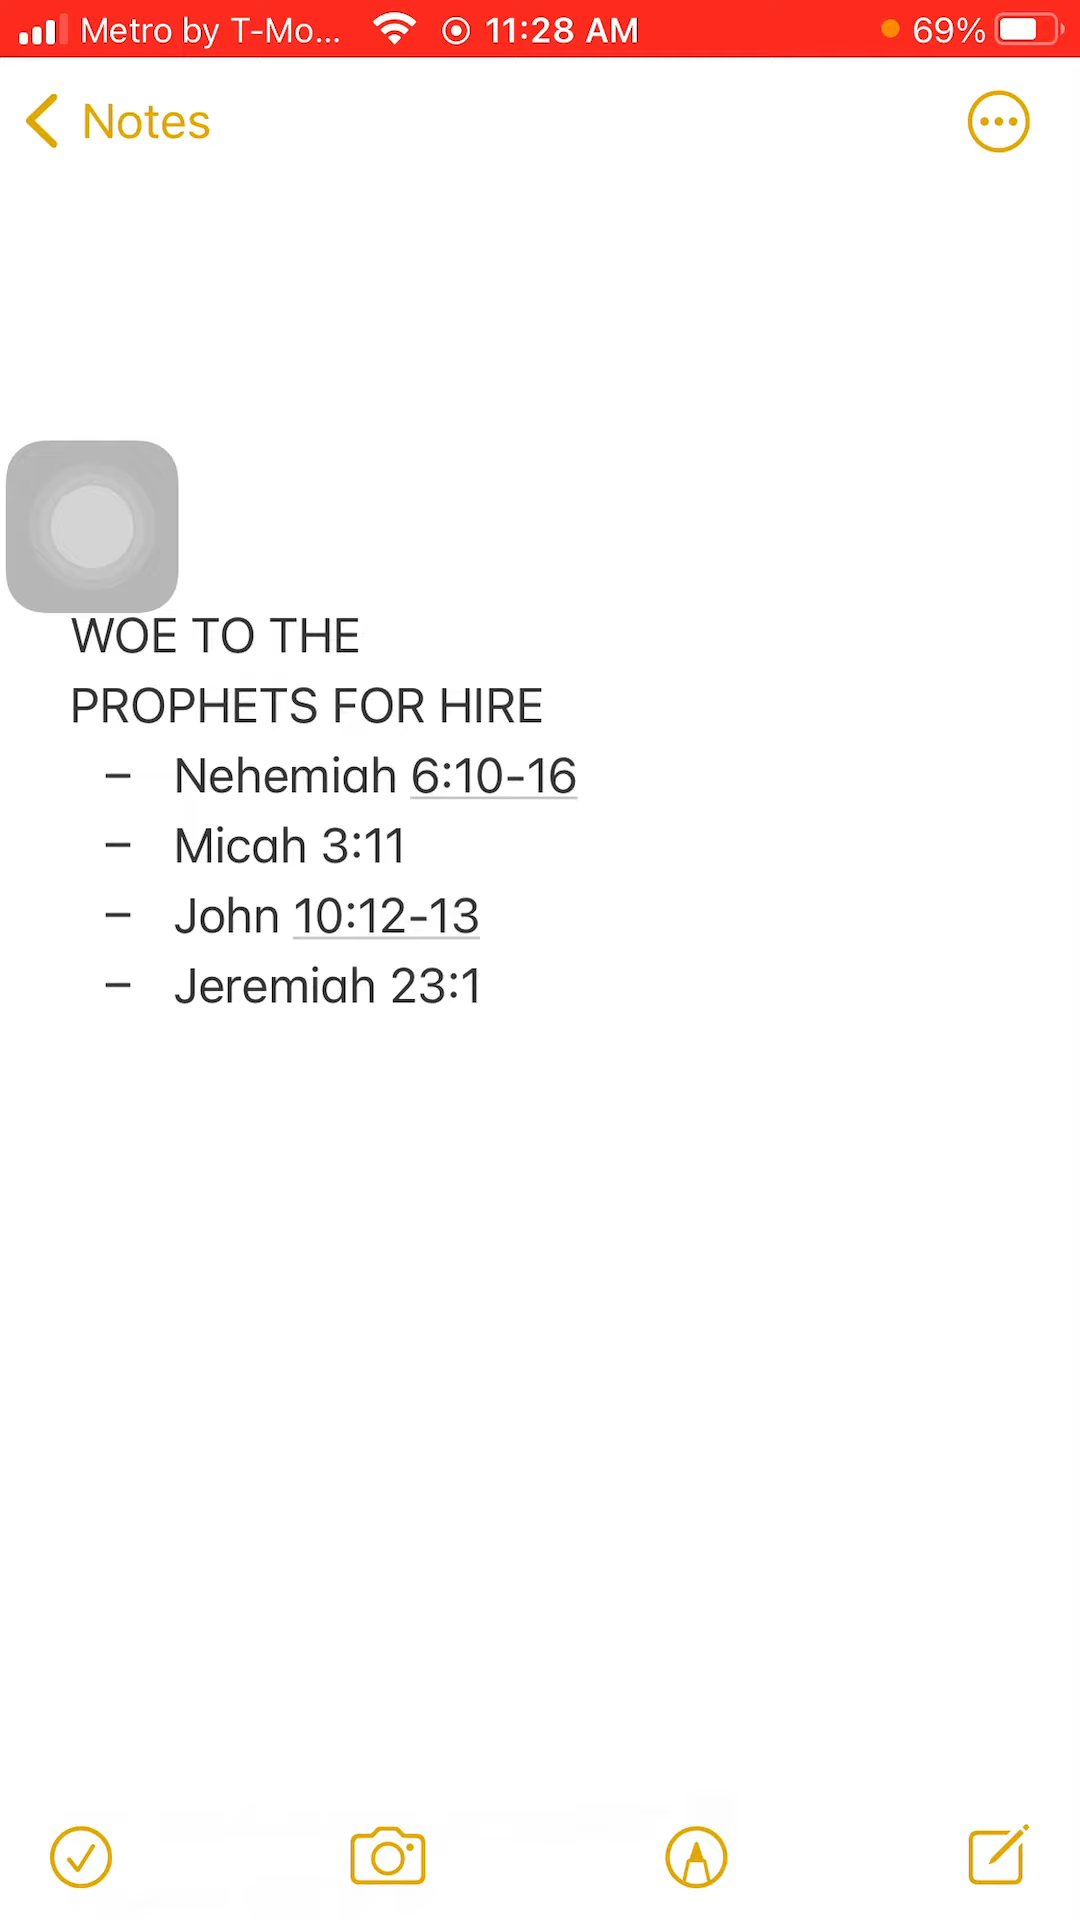 Metro by T-Mo... 11:28 AM 69%
Notes
WOE TO THE
PROPHETS FOR HIRE
– Nehemiah 6:10-16
– Micah 3:11
– John 10:12-13
– Jeremiah 23:1